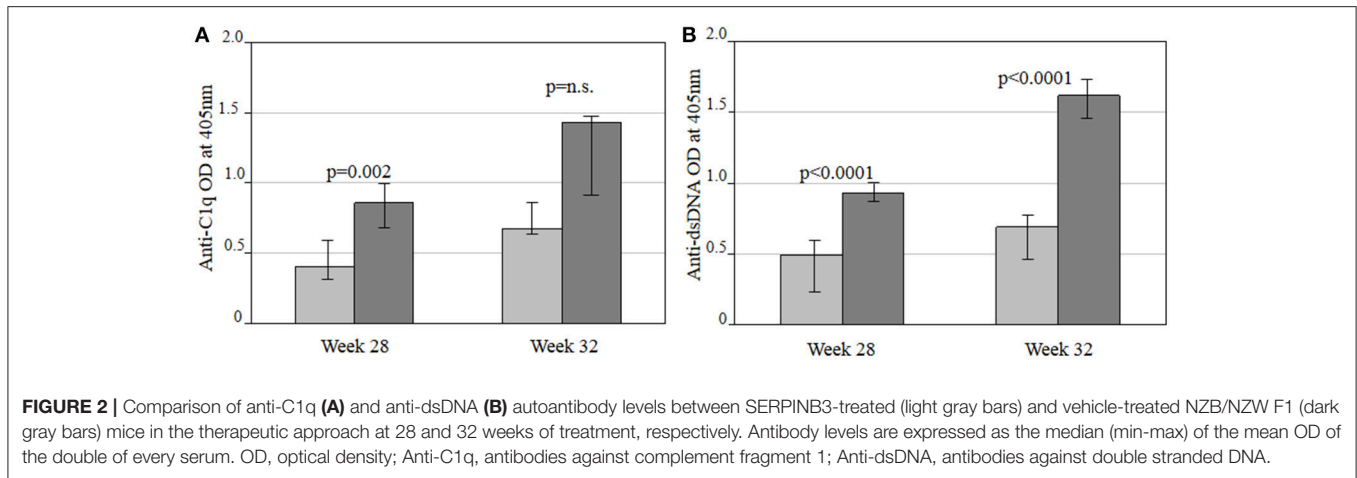 A
2.0
1.5
1.0
0.5
0
Anti-C1q OD at 405nm
p=0.002
p=n.s.
Week 28
Week 32
B
2.0
1.5
1.0
0.5
0
Anti-dsDNA OD at 405nm
p<0.0001
p<0.0001
Week 28
Week 32
FIGURE 2 | Comparison of anti-C1q (A) and anti-dsDNA (B) autoantibody levels between SERPINB3-treated (light gray bars) and vehicle-treated NZB/NZW F1 (dark
gray bars) mice in the therapeutic approach at 28 and 32 weeks of treatment, respectively. Antibody levels are expressed as the median (min-max) of the mean OD of
the double of every serum. OD, optical density; Anti-C1q, antibodies against complement fragment 1; Anti-dsDNA, antibodies against double stranded DNA.